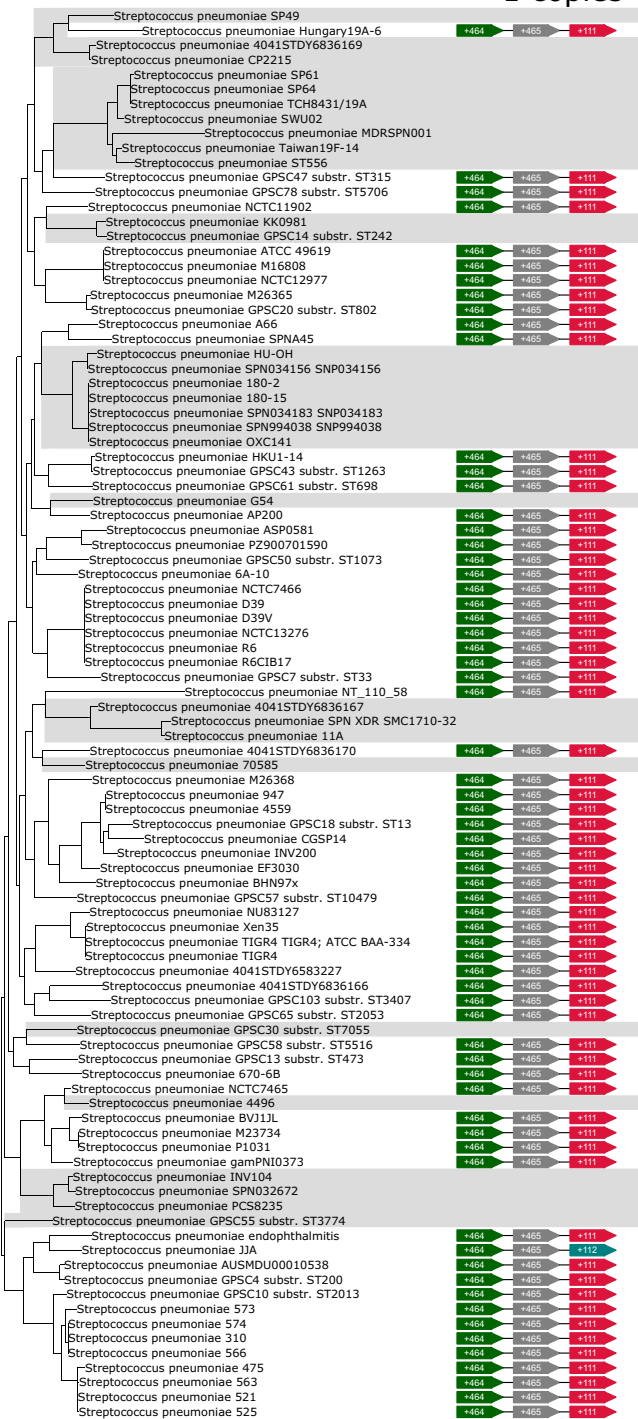 Streptococcus pneumoniae SP49
Streptococcus pneumoniae Hungary19A-6 +464 +465 +111
Streptococcus pneumoniae 4041STDY6836169
Streptococcus pneumoniae CP2215
Streptococcus pneumoniae SP61
Streptococcus pneumoniae SP64
Streptococcus pneumoniae TCH8431/19A
Streptococcus pneumoniae SWU02
Streptococcus pneumoniae MDRSPN001
Streptococcus pneumoniae Taiwan19F-14
Streptococcus pneumoniae ST556
Streptococcus pneumoniae GPSC47 substr. ST315 +464 +465 +111
Streptococcus pneumoniae GPSC78 substr. ST5706 +464 +465 +111
Streptococcus pneumoniae NCTC11902 +464 +465 +111
Streptococcus pneumoniae KK0981
Streptococcus pneumoniae GPSC14 substr. ST242
Streptococcus pneumoniae ATCC 49619 +464 +465 +111
Streptococcus pneumoniae M16808 +464 +465 +111
Streptococcus pneumoniae NCTC12977 +464 +465 +111
Streptococcus pneumoniae M26365 +464 +465 +111
Streptococcus pneumoniae GPSC20 substr. ST802 +464 +465 +111
Streptococcus pneumoniae A66 +464 +465 +111
Streptococcus pneumoniae SPNA45 +464 +465 +111
Streptococcus pneumoniae HU-OH
Streptococcus pneumoniae SPN034156 SNP034156
Streptococcus pneumoniae 180-2
Streptococcus pneumoniae 180-15
Streptococcus pneumoniae SPN034183 SNP034183
Streptococcus pneumoniae SPN994038 SNP994038
Streptococcus pneumoniae OXC141
Streptococcus pneumoniae HKU1-14 +464 +465 +111
Streptococcus pneumoniae GPSC43 substr. ST1263 +464 +465 +111
Streptococcus pneumoniae GPSC61 substr. ST698 +464 +465 +111
Streptococcus pneumoniae G54
Streptococcus pneumoniae AP200 +464 +465 +111
Streptococcus pneumoniae ASP0581 +464 +465 +111
Streptococcus pneumoniae PZ900701590 +464 +465 +111
Streptococcus pneumoniae GPSC50 substr. ST1073 +464 +465 +111
Streptococcus pneumoniae 6A-10 +464 +465 +111
Streptococcus pneumoniae NCTC7466 +464 +465 +111
Streptococcus pneumoniae D39 +464 +465 +111
Streptococcus pneumoniae D39V +464 +465 +111
Streptococcus pneumoniae NCTC13276 +464 +465 +111
Streptococcus pneumoniae R6 +464 +465 +111
Streptococcus pneumoniae R6CIB17 +464 +465 +111
Streptococcus pneumoniae GPSC7 substr. ST33 +464 +465 +111
Streptococcus pneumoniae NT_110_58 +464 +465 +111
Streptococcus pneumoniae 4041STDY6836167
Streptococcus pneumoniae SPN XDR SMC1710-32
Streptococcus pneumoniae 11A
Streptococcus pneumoniae 4041STDY6836170 +464 +465 +111
Streptococcus pneumoniae 70585
Streptococcus pneumoniae M26368 +464 +465 +111
Streptococcus pneumoniae 947 +464 +465 +111
Streptococcus pneumoniae 4559 +464 +465 +111
Streptococcus pneumoniae GPSC18 substr. ST13 +464 +465 +111
Streptococcus pneumoniae CGSP14 +464 +465 +111
Streptococcus pneumoniae INV200 +464 +465 +111
Streptococcus pneumoniae EF3030 +464 +465 +111
Streptococcus pneumoniae BHN97x +464 +465 +111
Streptococcus pneumoniae GPSC57 substr. ST10479 +464 +465 +111
Streptococcus pneumoniae NU83127 +464 +465 +111
Streptococcus pneumoniae Xen35 +464 +465 +111
Streptococcus pneumoniae TIGR4 TIGR4; ATCC BAA-334 +464 +465 +111
Streptococcus pneumoniae TIGR4 +464 +465 +111
Streptococcus pneumoniae 4041STDY6583227 +464 +465 +111
Streptococcus pneumoniae 4041STDY6836166 +464 +465 +111
Streptococcus pneumoniae GPSC103 substr. ST3407 +464 +465 +111
Streptococcus pneumoniae GPSC65 substr. ST2053 +464 +465 +111
Streptococcus pneumoniae GPSC30 substr. ST7055
Streptococcus pneumoniae GPSC58 substr. ST5516 +464 +465 +111
Streptococcus pneumoniae GPSC13 substr. ST473 +464 +465 +111
Streptococcus pneumoniae 670-6B +464 +465 +111
Streptococcus pneumoniae NCTC7465 +464 +465 +111
Streptococcus pneumoniae 4496
Streptococcus pneumoniae BVJ1JL +464 +465 +111
Streptococcus pneumoniae M23734 +464 +465 +111
Streptococcus pneumoniae P1031 +464 +465 +111
Streptococcus pneumoniae gamPNI0373 +464 +465 +111
Streptococcus pneumoniae INV104
Streptococcus pneumoniae SPN032672
Streptococcus pneumoniae PCS8235
Streptococcus pneumoniae GPSC55 substr. ST3774
Streptococcus pneumoniae endophthalmitis +464 +465 +111
Streptococcus pneumoniae JJA +464 +465 +112
Streptococcus pneumoniae AUSMDU00010538 +464 +465 +111
Streptococcus pneumoniae GPSC4 substr. ST200 +464 +465 +111
Streptococcus pneumoniae GPSC10 substr. ST2013 +464 +465 +111
Streptococcus pneumoniae 573 +464 +465 +111
Streptococcus pneumoniae 574 +464 +465 +111
Streptococcus pneumoniae 310 +464 +465 +111
Streptococcus pneumoniae 566 +464 +465 +111
Streptococcus pneumoniae 475 +464 +465 +111
Streptococcus pneumoniae 563 +464 +465 +111
Streptococcus pneumoniae 521 +464 +465 +111
Streptococcus pneumoniae 525 +464 +465 +111